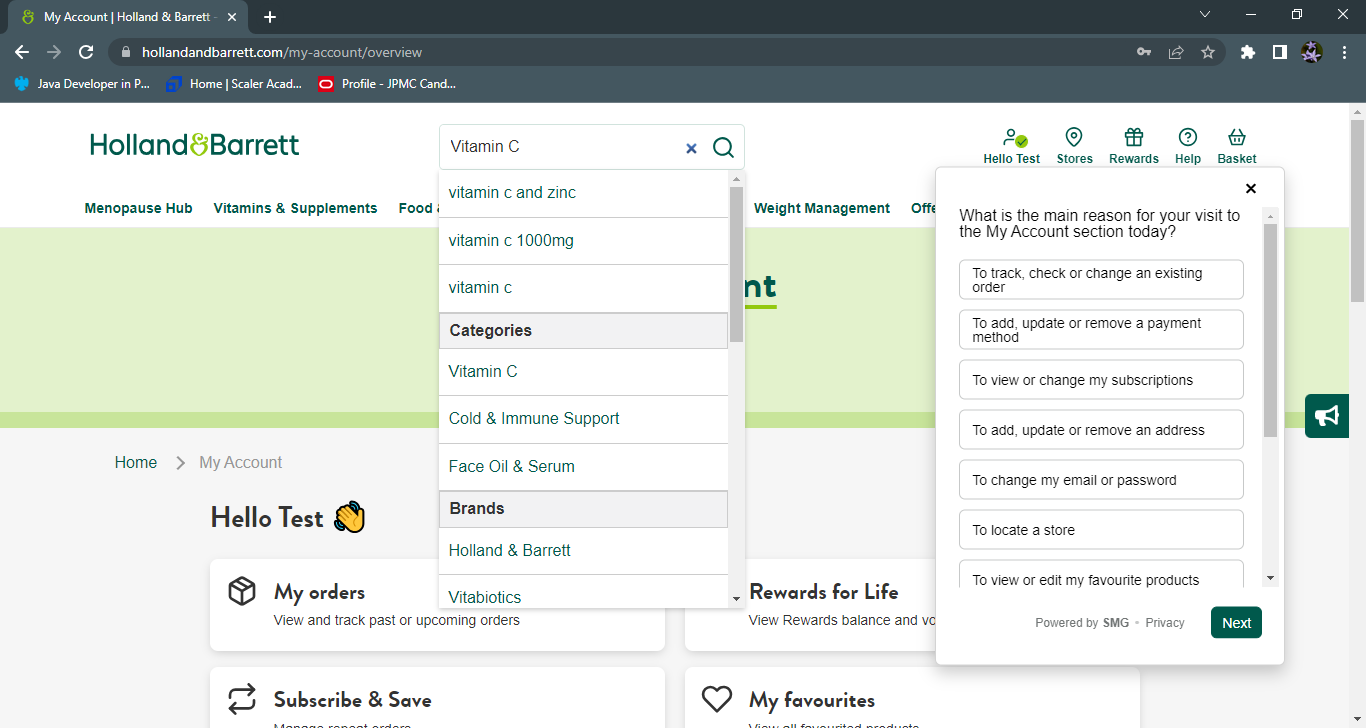 My Account | Holland & Barrett -
hollandandbarrett.com/my-account/overview
Java Developer in P...
Home | Scaler Acad...
Profile - JPMC Cand...
Holland&Barrett
Vitamin C
Hello Test
Stores
Rewards
Help
Basket
Menopause Hub
Vitamins & Supplements
Food &
Weight Management
Offe
vitamin c and zinc
vitamin c 1000mg
vitamin c
Categories
Vitamin C
Cold & Immune Support
Face Oil & Serum
Brands
Holland & Barrett
Vitabiotics
nt
What is the main reason for your visit to
the My Account section today?
To track, check or change an existing
order
To add, update or remove a payment
method
To view or change my subscriptions
To add, update or remove an address
To change my email or password
To locate a store
To view or edit my favourite products
Powered by SMG • Privacy
Next
Home > My Account
Hello Test 👋
My orders
View and track past or upcoming orders
Rewards for Life
View Rewards balance and vo
Subscribe & Save
Manage repeat orders
My favourites
View all favourited products